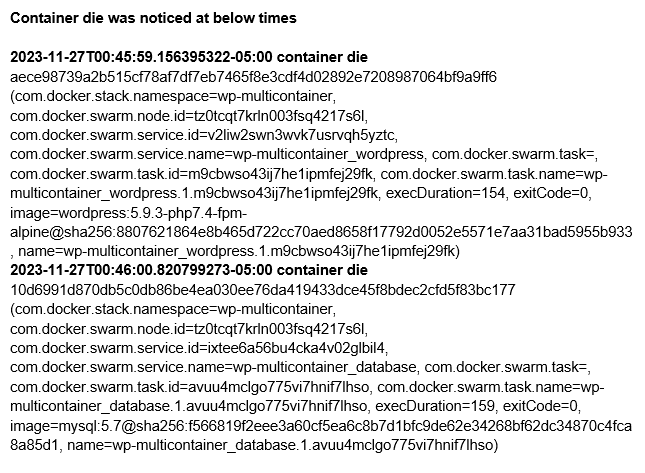 Container die was noticed at below times
2023-11-27T00:45:59.156395322-05:00 container die
aece98739a2b515cf78af7df7eb7465f8e3cdf4d02892e7208987064bf9a9ff6
(com.docker.stack.namespace=wp-multicontainer,
com.docker.swarm.node.id=tz0tcqt7krln003fsq4217s6l,
com.docker.swarm.service.id=v2liw2swn3wvk7usrvqh5yztc,
com.docker.swarm.service.name=wp-multicontainer_wordpress, com.docker.swarm.task=,
com.docker.swarm.task.id=m9cbwso43ij7he1ipmfej29fk, com.docker.swarm.task.name=wp-
multicontainer_wordpress.1.m9cbwso43ij7he1ipmfej29fk, execDuration=154, exitCode=0,
image=wordpress:5.9.3-php7.4-fpm-
alpine@sha256:8807621864e8b465d722cc70aed8658f17792d0052e5571e7aa31bad5955b933
, name=wp-multicontainer_wordpress.1.m9cbwso43ij7he1ipmfej29fk)
2023-11-27T00:46:00.820799273-05:00 container die
10d6991d870db5c0db86be4ea030ee76da419433dce45f8bdec2cfd5f83bc177
(com.docker.stack.namespace=wp-multicontainer,
com.docker.swarm.node.id=tz0tcqt7krln003fsq4217s6l,
com.docker.swarm.service.id=ixtee6a56bu4cka4v02glbil4,
com.docker.swarm.service.name=wp-multicontainer_database, com.docker.swarm.task=,
com.docker.swarm.task.id=avuu4mclgo775vi7hnif7lhso, com.docker.swarm.task.name=wp-
multicontainer_database.1.avuu4mclgo775vi7hnif7lhso, execDuration=159, exitCode=0,
image=mysql:5.7@sha256:f566819f2eee3a60cf5ea6c8b7d1bfc9de62e34268bf62dc34870c4fca
8a85d1, name=wp-multicontainer_database.1.avuu4mclgo775vi7hnif7lhso)